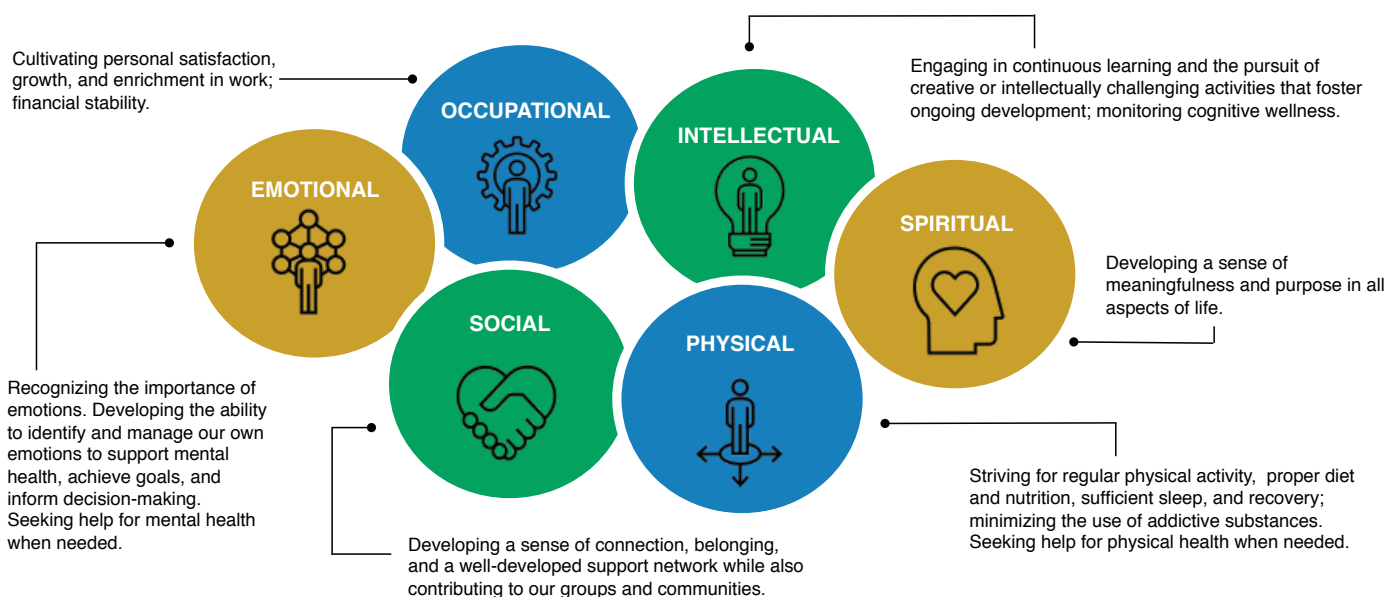 Cultivating personal satisfaction,
growth, and enrichment in work;
financial stability.
OCCUPATIONAL
INTELLECTUAL
Engaging in continuous learning and the pursuit of
creative or intellectually challenging activities that foster
ongoing development; monitoring cognitive wellness.
EMOTIONAL
SPIRITUAL
Developing a sense of
meaningfulness and purpose in all
aspects of life.
SOCIAL
PHYSICAL
Recognizing the importance of
emotions. Developing the ability
to identify and manage our own
emotions to support mental
health, achieve goals, and
inform decision-making.
Seeking help for mental health
when needed.
Striving for regular physical activity,  proper diet
and nutrition, sufficient sleep, and recovery;
minimizing the use of addictive substances.
Seeking help for physical health when needed.
Developing a sense of connection, belonging,
and a well-developed support network while also
contributing to our groups and communities.